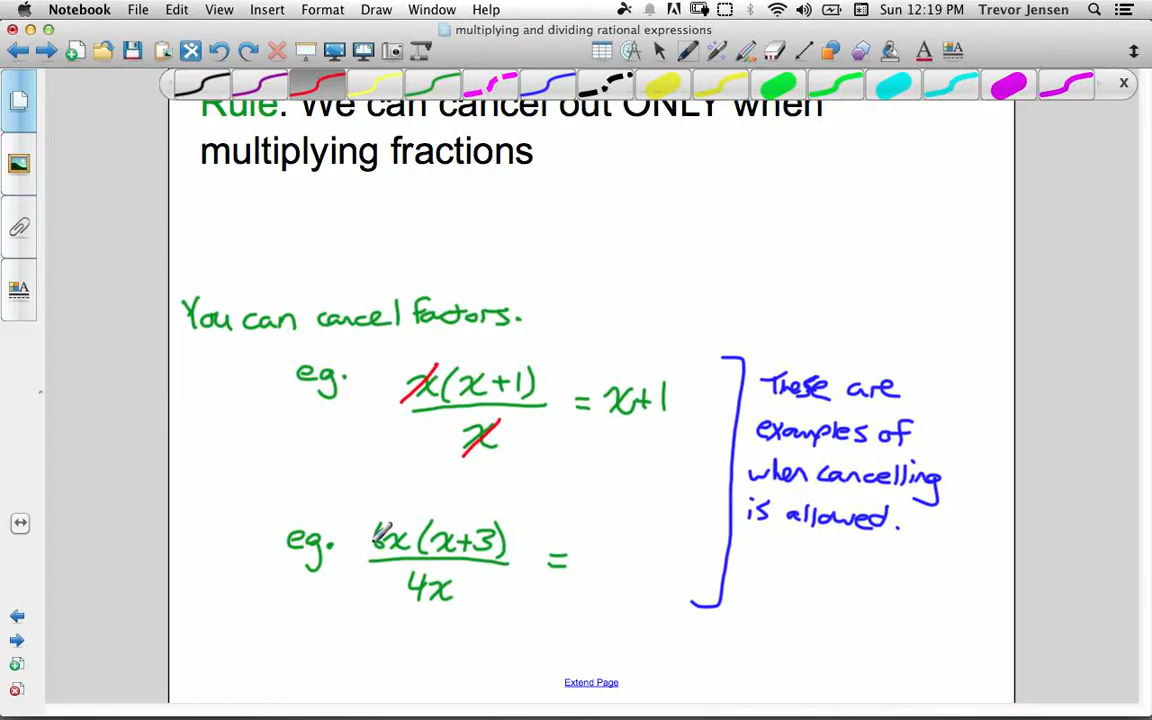 Notebook File Edit View Insert Format Draw Window Help Sun 12:19 PM Trevor Jensen
multiplying and dividing rational expressions
Rule: We can cancel out ONLY when
multiplying fractions
You can cancel factors.
eg. x(x+1)
x
= x+1
These are
examples of
when cancelling
is allowed.
eg. 6x(x+3)
4x
=
Extend Page